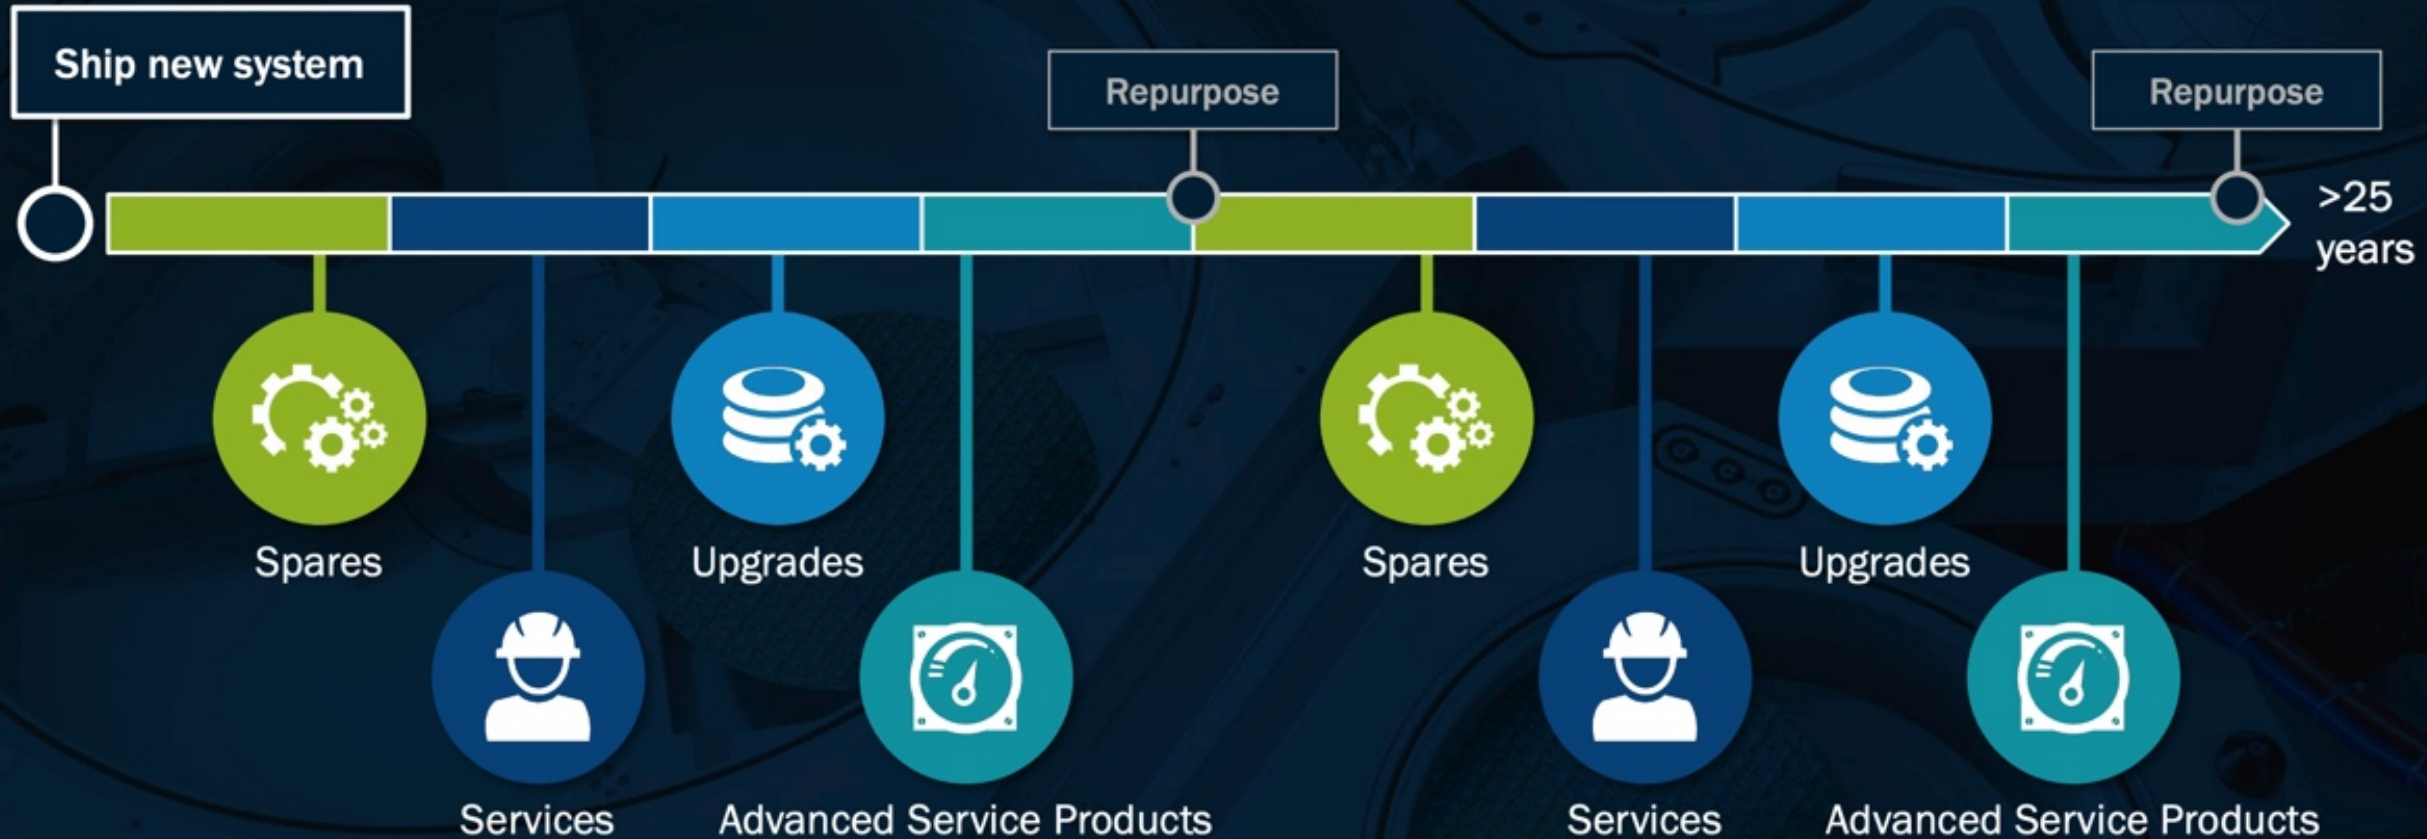 Ship new system
Repurpose
Repurpose
>25
years
Spares
Upgrades
Spares
Upgrades
Services
Advanced Service Products
Services
Advanced Service Products